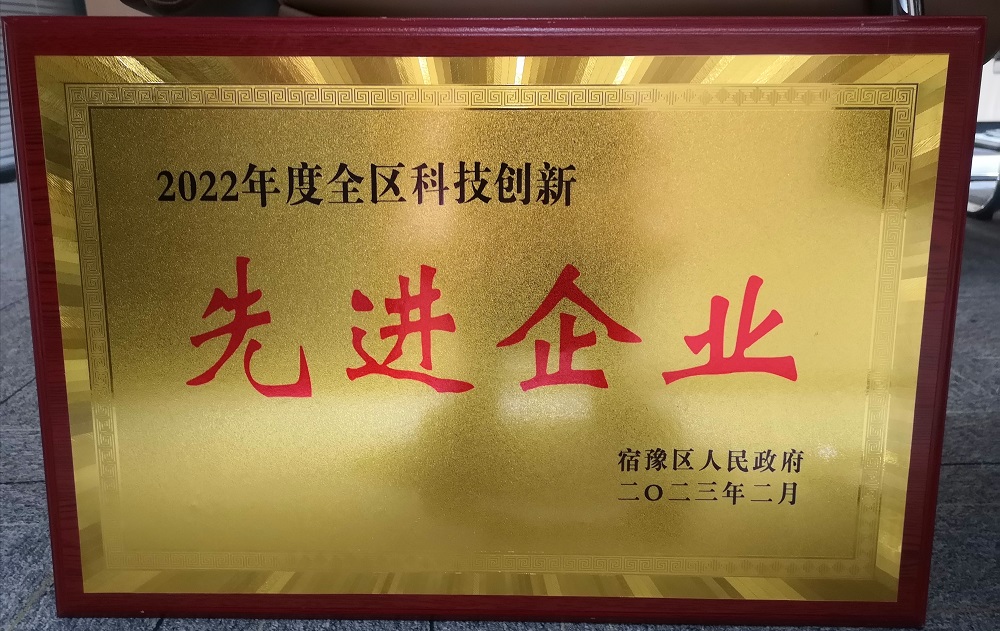 2022年度全区科技创新
先进企业
宿豫区人民政府
二〇二三年二月